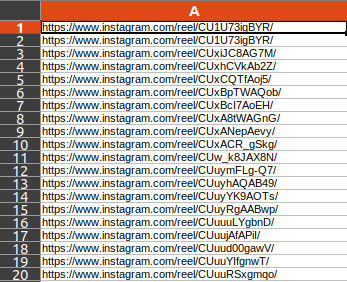 A
1 https://www.instagram.com/reel/CU1U73igBYR/
2 https://www.instagram.com/reel/CU1U73igBYR/
3 https://www.instagram.com/reel/CUxiJC8AG7M/
4 https://www.instagram.com/reel/CUxhCVkAb2Z/
5 https://www.instagram.com/reel/CUxCQTfAoj5/
6 https://www.instagram.com/reel/CUxBpTWAQob/
7 https://www.instagram.com/reel/CUxBcI7AoEH/
8 https://www.instagram.com/reel/CUxA8tWAGnG/
9 https://www.instagram.com/reel/CUxANepAevy/
10 https://www.instagram.com/reel/CUxACR_gSkg/
11 https://www.instagram.com/reel/CUw_k8JAX8N/
12 https://www.instagram.com/reel/CUuymFLg-Q7/
13 https://www.instagram.com/reel/CUuyhAQAB49/
14 https://www.instagram.com/reel/CUuyYK9AOTs/
15 https://www.instagram.com/reel/CUuyRgAABwp/
16 https://www.instagram.com/reel/CUuuuLYgbnD/
17 https://www.instagram.com/reel/CUuujAfAPil/
18 https://www.instagram.com/reel/CUuud00gawV/
19 https://www.instagram.com/reel/CUuuYlfgnwT/
20 https://www.instagram.com/reel/CUuuRSxgmqo/